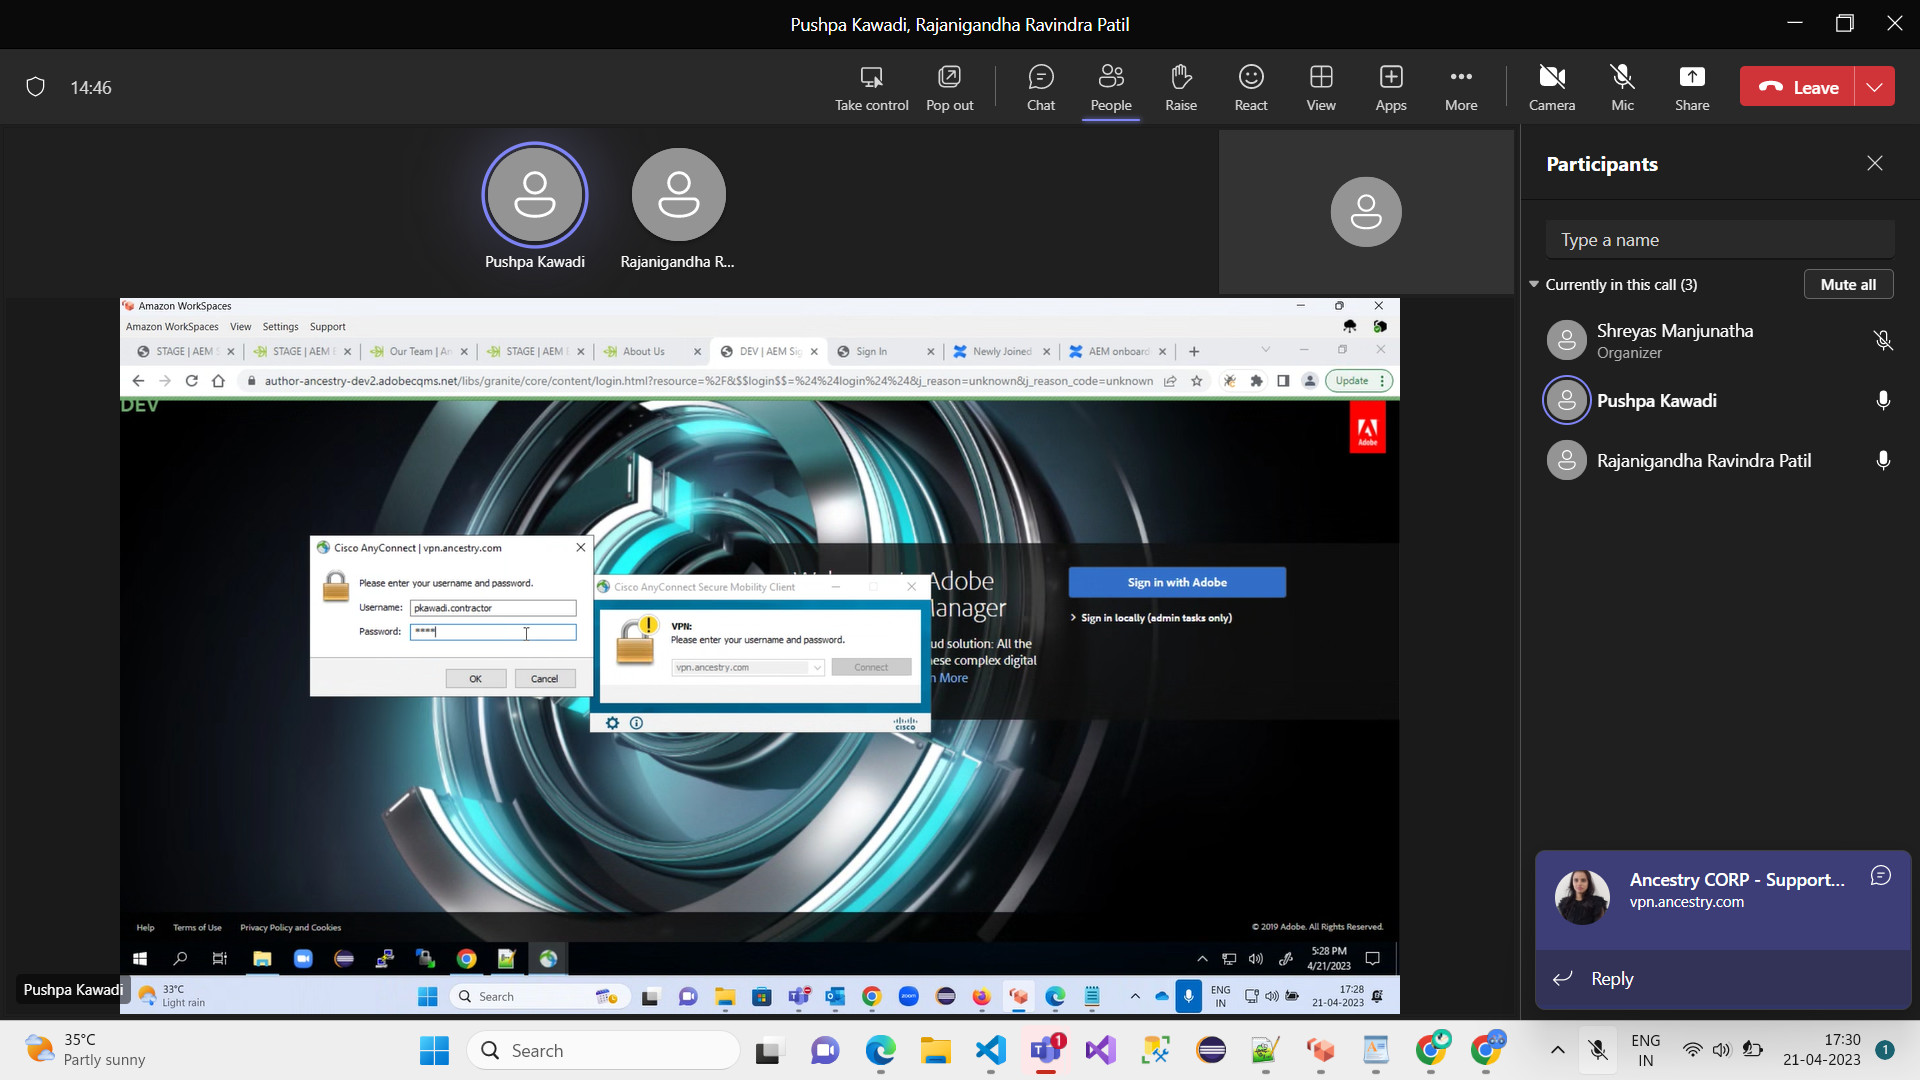 Pushpa Kawadi, Rajanigandha Ravindra Patil
14:46
Take control
Pop out
Chat
People
Raise
React
View
Apps
More
Camera
Mic
Share
Leave
Pushpa Kawadi
Rajanigandha R...
Participants
Type a name
Currently in this call (3)
Mute all
Shreyas Manjunatha
Organizer
Pushpa Kawadi
Rajanigandha Ravindra Patil
Amazon WorkSpaces
Amazon WorkSpaces View Settings Support
STAGE | AEM
STAGE | AEM
Our Team | An
STAGE | AEM
About Us
DEV | AEM Sig
Sign In
Newly Joined
AEM onboard
author-ancestry-dev2.adobecqms.net/libs/granite/core/content/login.html?resource=%2F&$$login$$=%24%24login%24%24&j_reason=unknown&j_reason_code=unknown
Update
DEV
Adobe
Cisco AnyConnect | vpn.ancestry.com
Please enter your username and password.
Username: pkawadi.contractor
Password: ****
OK
Cancel
Cisco AnyConnect Secure Mobility Client
VPN:
Please enter your username and password.
vpn.ancestry.com
Connect
CISCO
Adobe
ud solution: All the
ese complex digital
More
Sign in with Adobe
Sign in locally (admin tasks only)
Help
Terms of Use
Privacy Policy and Cookies
© 2019 Adobe. All Rights Reserved.
5:28 PM
4/21/2023
Pushpa Kawadi
33°C
Light rain
Search
zoom
ENG
IN
17:28
21-04-2023
Ancestry CORP - Support...
vpn.ancestry.com
Reply
35°C
Partly sunny
Search
1
ENG
IN
17:30
21-04-2023
1